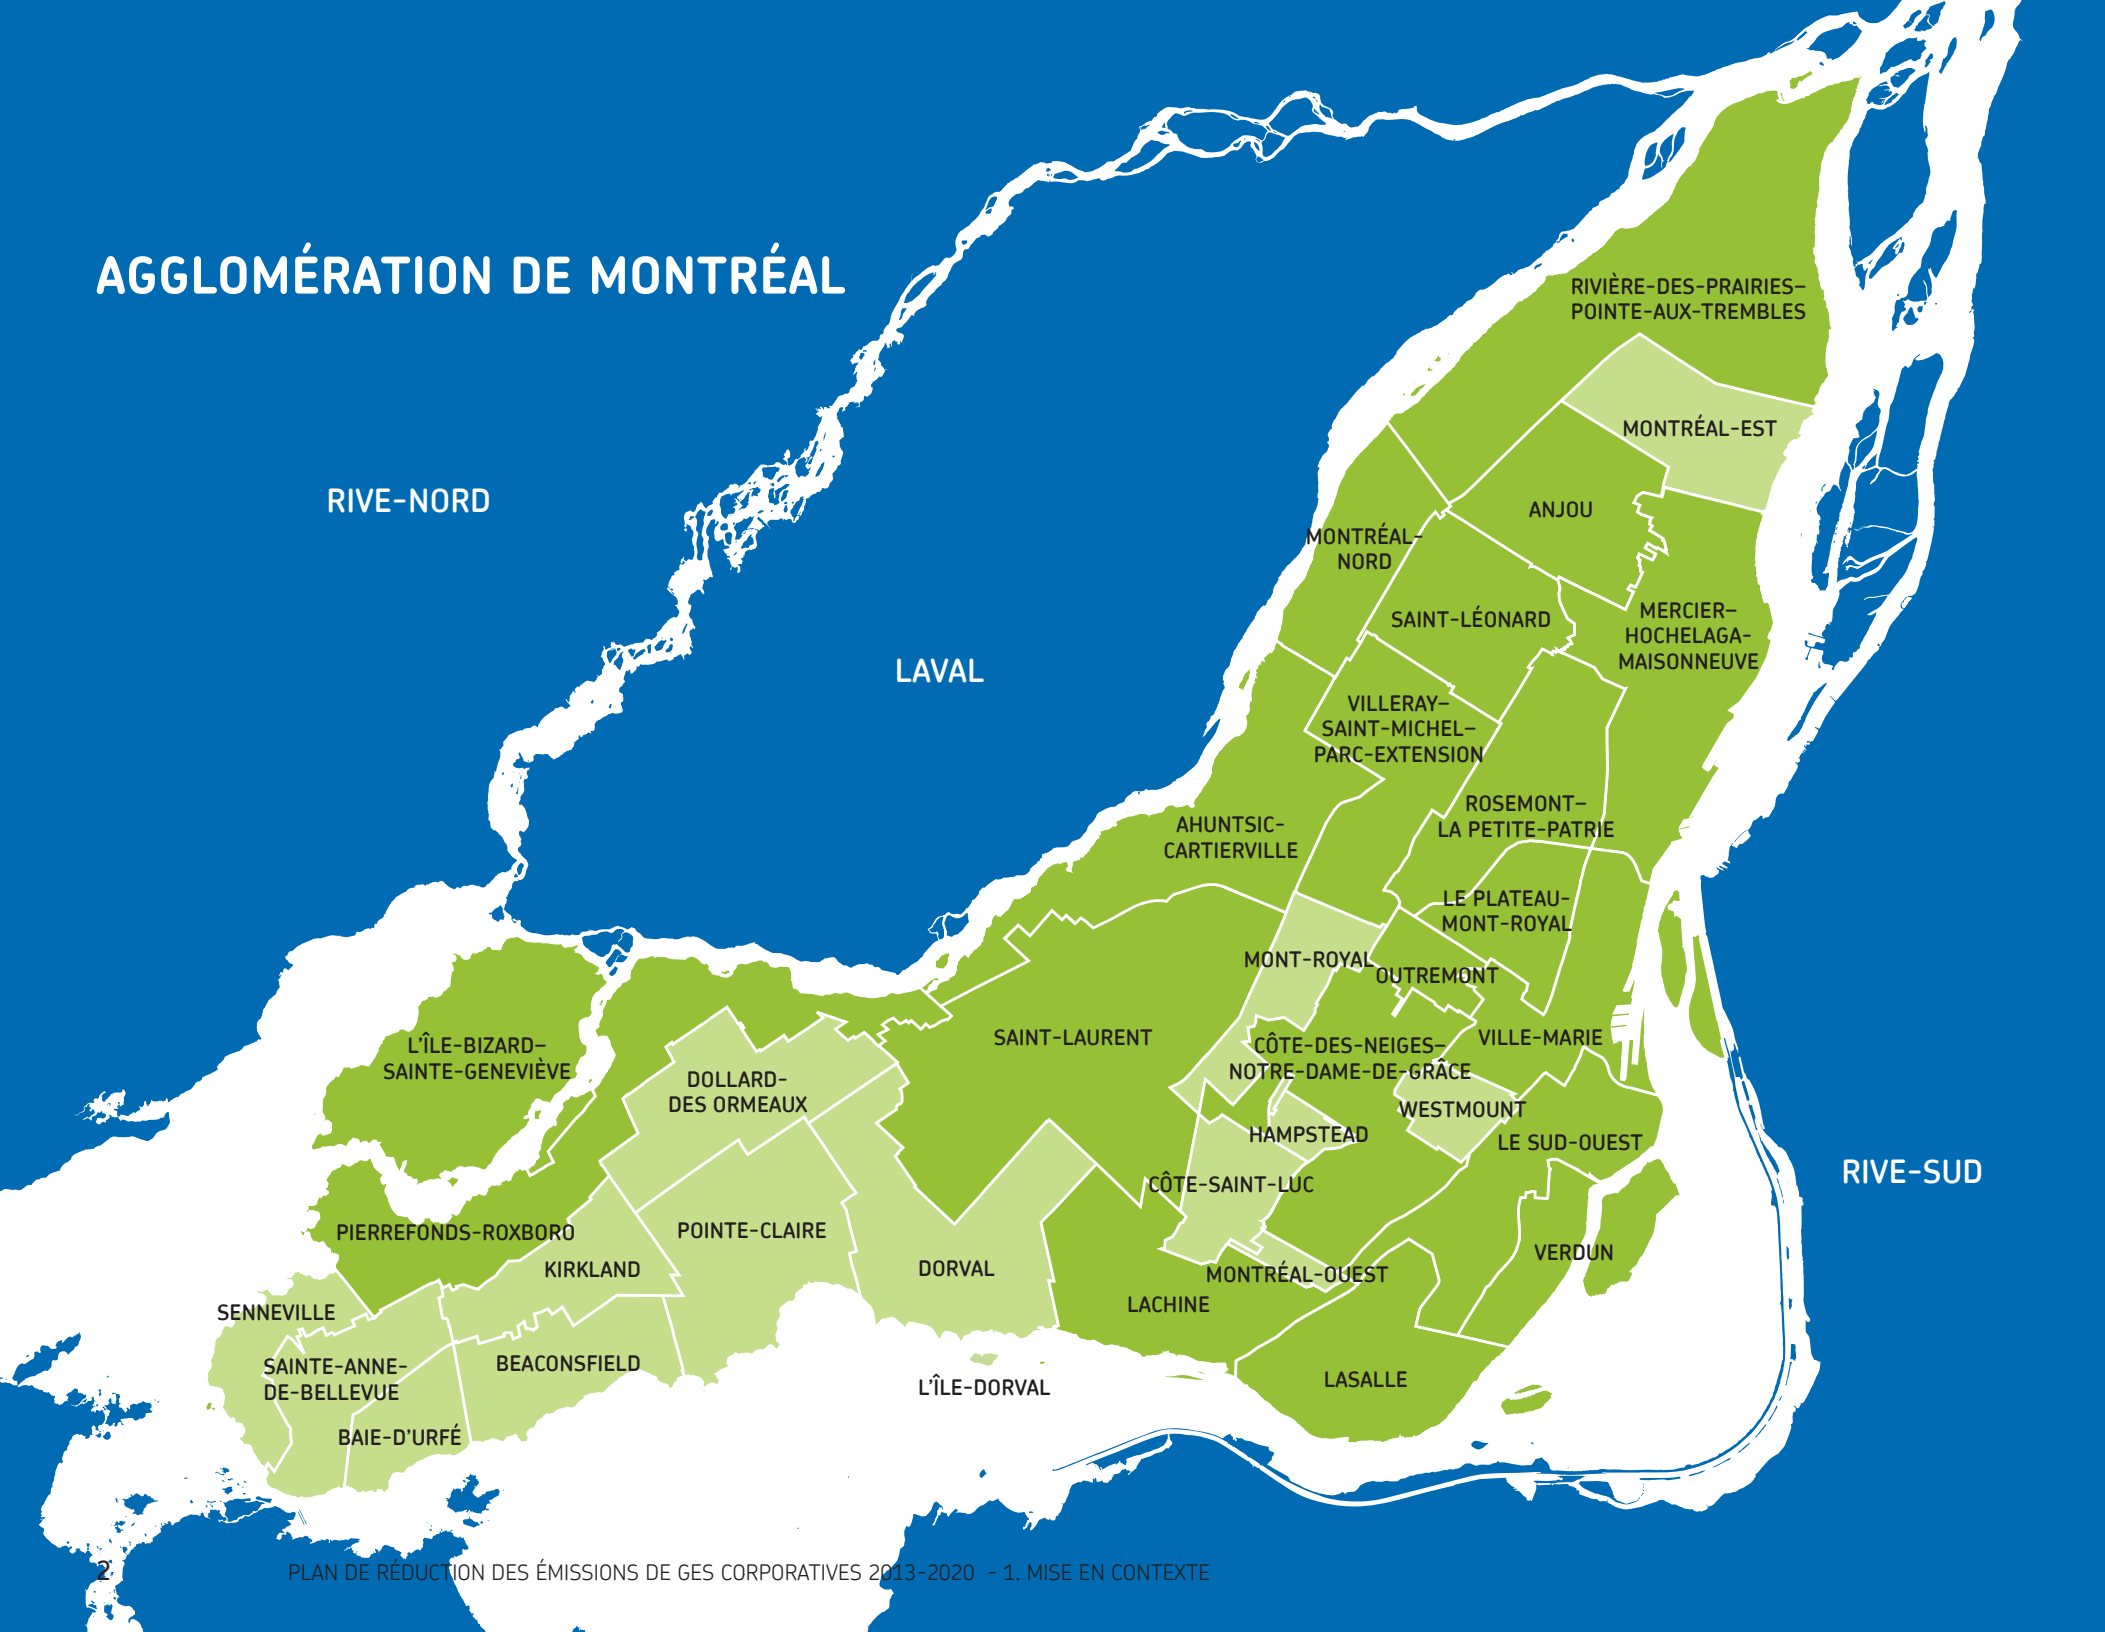 AGGLOMÉRATION DE MONTRÉAL
RIVIÈRE-DES-PRAIRIES–
POINTE-AUX-TREMBLES
MONTRÉAL-EST
RIVE-NORD
ANJOU
MONTRÉAL-
NORD
SAINT-LÉONARD
MERCIER–
HOCHELAGA-
MAISONNEUVE
LAVAL
VILLERAY–
SAINT-MICHEL–
PARC-EXTENSION
ROSEMONT–
LA PETITE-PATRIE
AHUNTSIC-
CARTIERVILLE
LE PLATEAU-
MONT-ROYAL
MONT-ROYAL
OUTREMONT
L'ÎLE-BIZARD–
SAINTE-GENEVIÈVE
SAINT-LAURENT
CÔTE-DES-NEIGES–
NOTRE-DAME-DE-GRÂCE
VILLE-MARIE
DOLLARD-
DES ORMEAUX
WESTMOUNT
HAMPSTEAD
LE SUD-OUEST
RIVE-SUD
CÔTE-SAINT-LUC
PIERREFONDS-ROXBORO
POINTE-CLAIRE
VERDUN
KIRKLAND
DORVAL
MONTRÉAL-OUEST
LACHINE
SENNEVILLE
SAINTE-ANNE-
DE-BELLEVUE
BEACONSFIELD
L'ÎLE-DORVAL
LASALLE
BAIE-D'URFÉ
2 PLAN DE RÉDUCTION DES ÉMISSIONS DE GES CORPORATIVES 2013-2020 - 1. MISE EN CONTEXTE